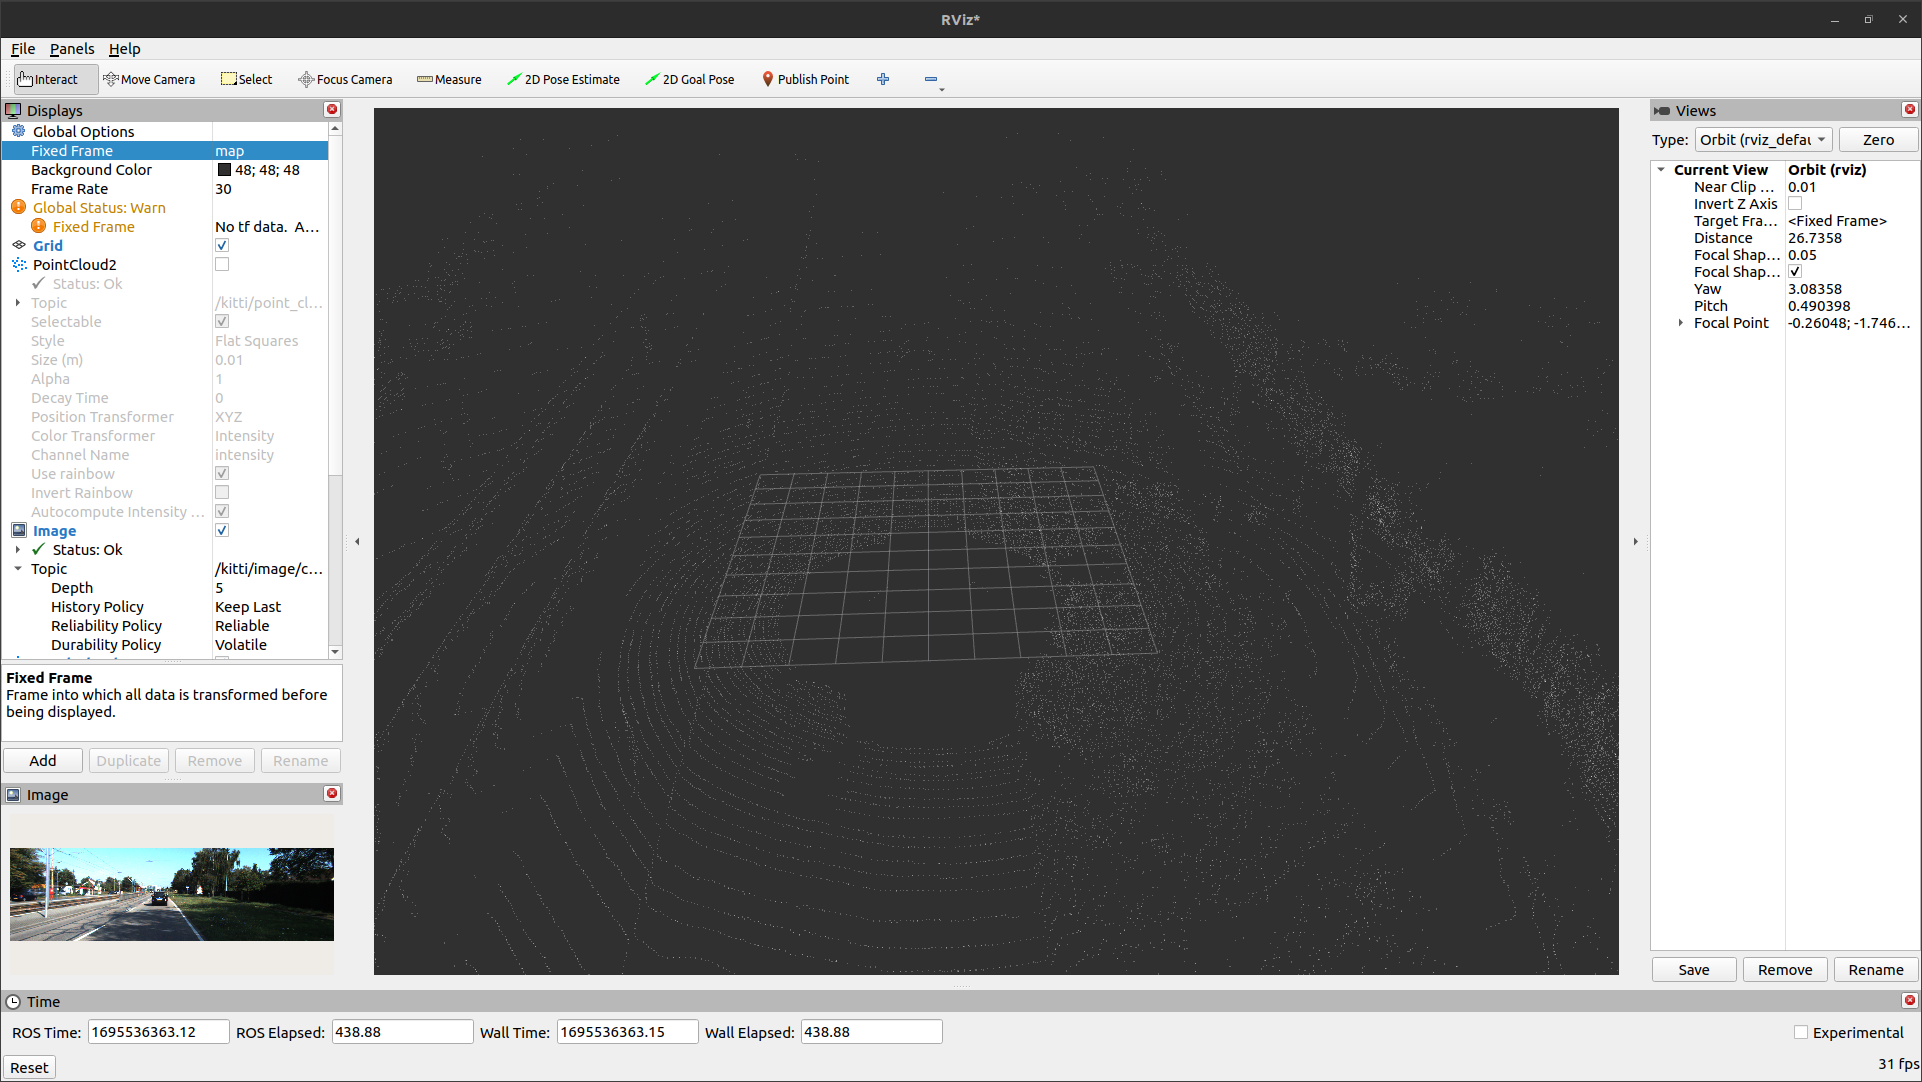 RViz*
File Panels Help
Interact Move Camera Select Focus Camera Measure 2D Pose Estimate 2D Goal Pose Publish Point
Displays
Global Options
Fixed Frame map
Background Color 48; 48; 48
Frame Rate 30
Global Status: Warn
Fixed Frame No tf data. A...
Grid
PointCloud2
Status: Ok
Topic /kitti/point_cl...
Selectable
Style Flat Squares
Size (m) 0.01
Alpha 1
Decay Time 0
Position Transformer XYZ
Color Transformer Intensity
Channel Name intensity
Use rainbow
Invert Rainbow
Autocompute Intensity ...
Image
Status: Ok
Topic /kitti/image/c...
Depth 5
History Policy Keep Last
Reliability Policy Reliable
Durability Policy Volatile
Fixed Frame
Frame into which all data is transformed before
being displayed.
Add Duplicate Remove Rename
Image
Views
Type: Orbit (rviz_defau Zero
Current View Orbit (rviz)
Near Clip ... 0.01
Invert Z Axis
Target Fra... <Fixed Frame>
Distance 26.7358
Focal Shap... 0.05
Focal Shap...
Yaw 3.08358
Pitch 0.490398
Focal Point -0.26048; -1.746...
Save Remove Rename
Time
ROS Time: 1695536363.12 ROS Elapsed: 438.88 Wall Time: 1695536363.15 Wall Elapsed: 438.88 Experimental
Reset 31 fps